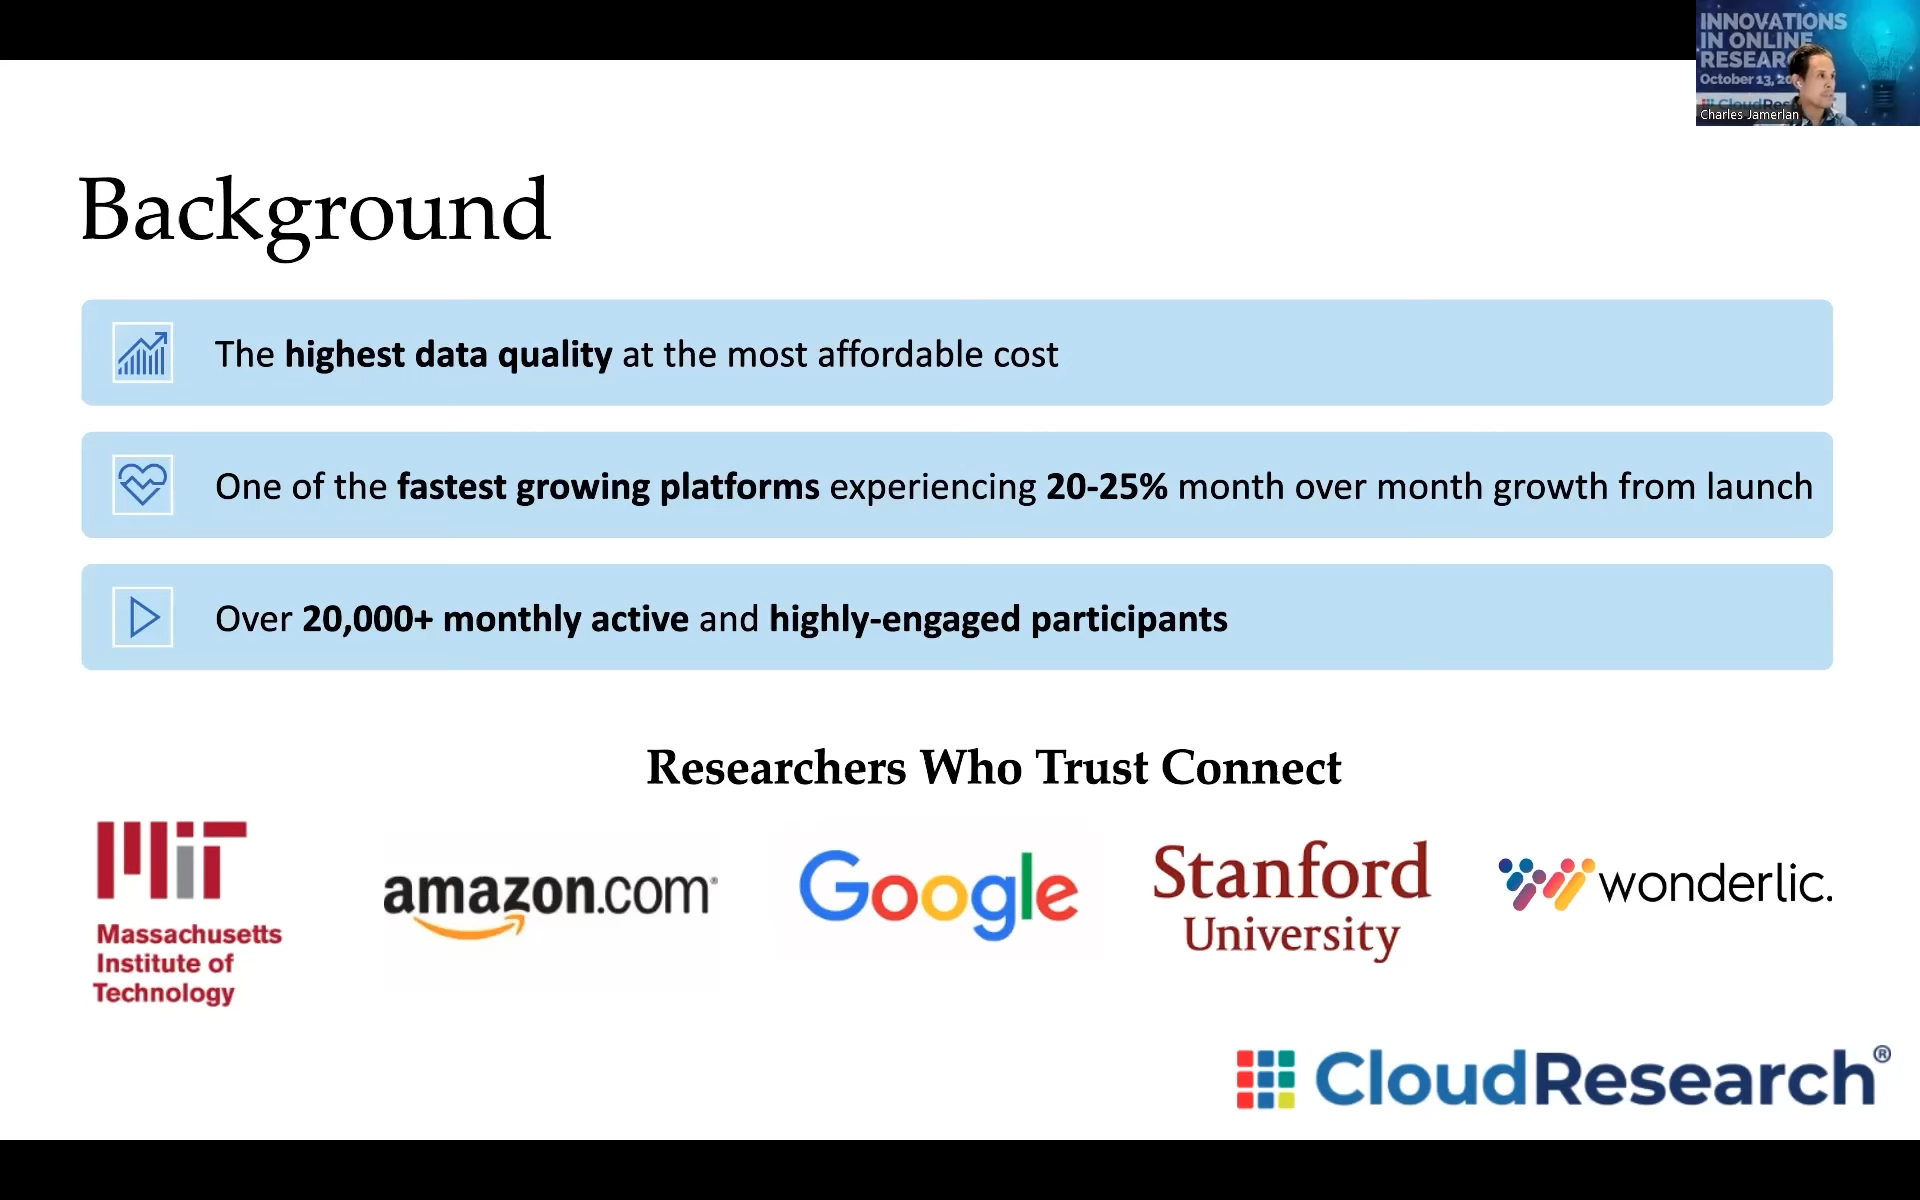 INNOVATIONS
IN ONLINE
October 13,
Charles Jamerlan
Background
The highest data quality at the most affordable cost
One of the fastest growing platforms experiencing 20-25% month over month growth from launch
Over 20,000+ monthly active and highly-engaged participants
Researchers Who Trust Connect
MIT
Massachusetts
Institute of
Technology
amazon.com®
Google
Stanford
University
wonderlic.
CloudResearch®